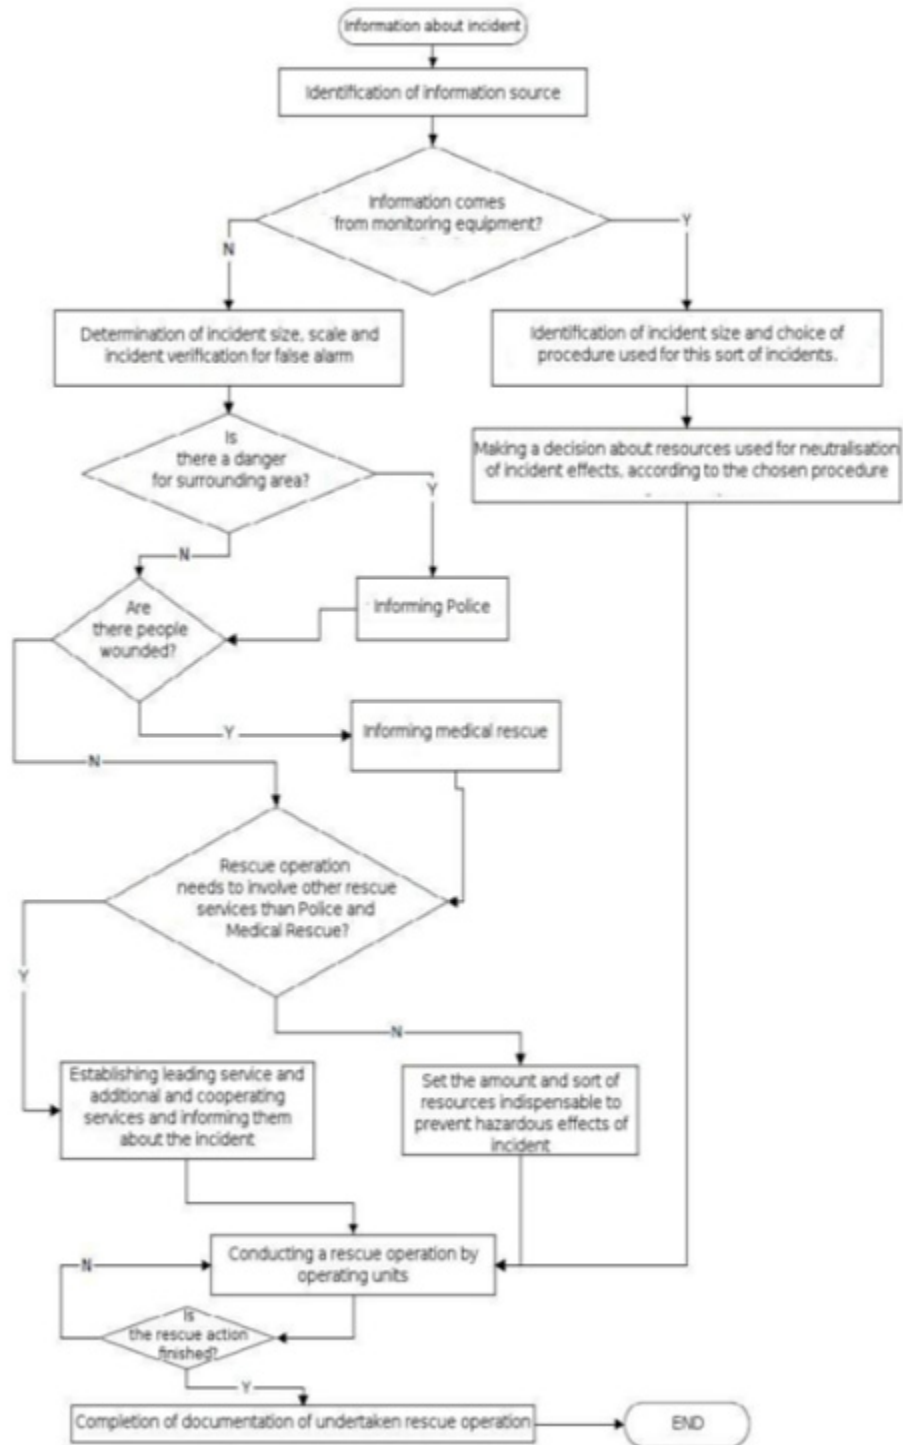 Information about incident
Identification of information source
Information comes
from monitoring equipment?
N
Y
Determination of incident size, scale and
incident verification for false alarm
Identification of incident size and choice of
procedure used for this sort of incidents.
Is
there a danger
for surrounding area?
Making a decision about resources used for neutralisation
of incident effects, according to the chosen procedure
Y
N
Are
there people
wounded?
Informing Police
Y
Informing medical rescue
N
Rescue operation
needs to involve other rescue
services than Police and
Medical Rescue?
Y
N
Establishing leading service and
additional and cooperating
services and informing them
about the incident
Set the amount and sort of
resources indispensable to
prevent hazardous effects of
incident
Conducting a rescue operation by
operating units
N
Is
the rescue action
finished?
Y
Completion of documentation of undertaken rescue operation
END